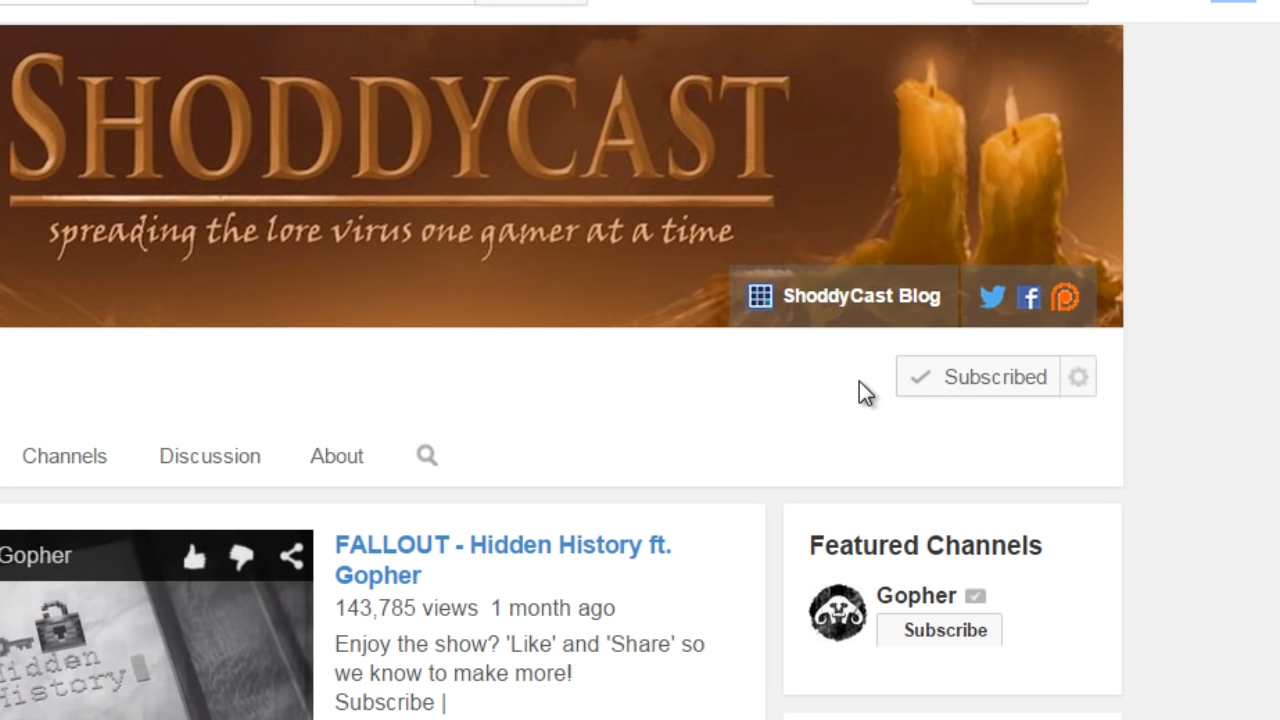 SHODDYCAST
spreading the lore virus one gamer at a time
ShoddyCast Blog
Subscribed
Channels
Discussion
About
Gopher
Hidden
History
FALLOUT - Hidden History ft.
Gopher
143,785 views 1 month ago
Enjoy the show? 'Like' and 'Share' so
we know to make more!
Subscribe |
Featured Channels
Gopher
Subscribe